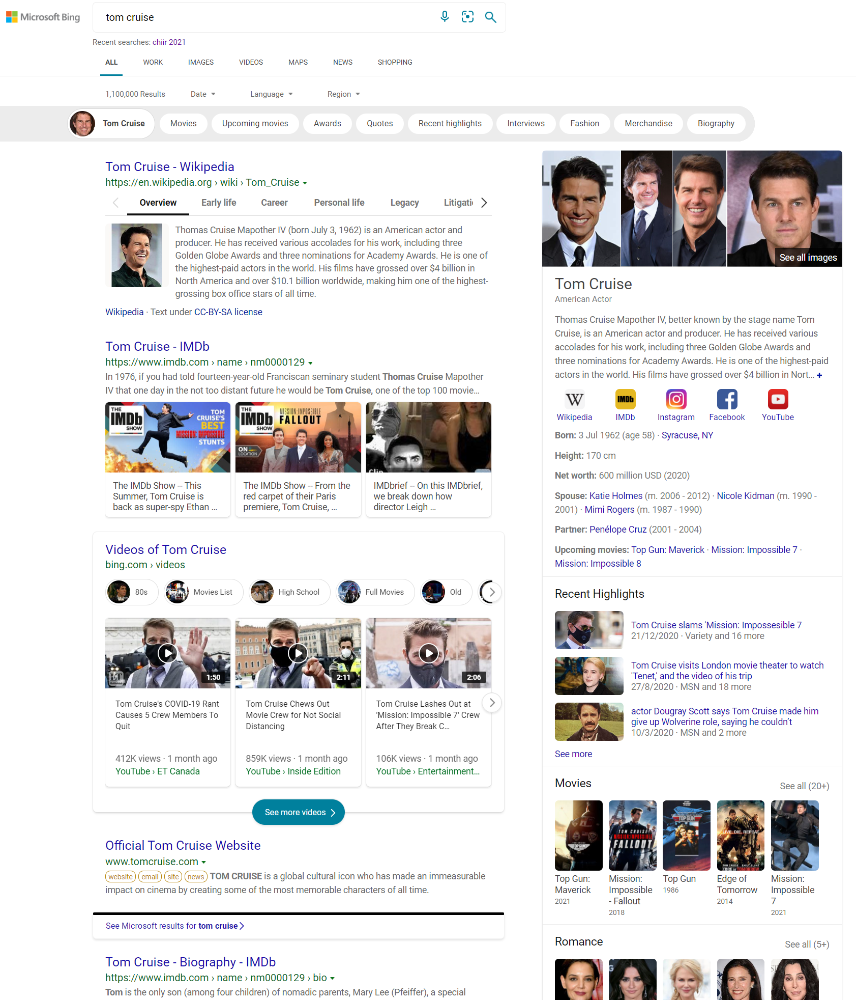 Microsoft Bing
tom cruise
Recent searches: chiir 2021
ALL WORK IMAGES VIDEOS MAPS NEWS SHOPPING
1,100,000 Results Date Language Region
Tom Cruise Movies Upcoming movies Awards Quotes Recent highlights Interviews Fashion Merchandise Biography
Tom Cruise - Wikipedia
https://en.wikipedia.org › wiki › Tom_Cruise
Overview Early life Career Personal life Legacy Litigati
Thomas Cruise Mapother IV (born July 3, 1962) is an American actor and
producer. He has received various accolades for his work, including three
Golden Globe Awards and three nominations for Academy Awards. He is one of
the highest-paid actors in the world. His films have grossed over $4 billion in
North America and over $10.1 billion worldwide, making him one of the highest-
grossing box office stars of all time.
Wikipedia · Text under CC-BY-SA license
Tom Cruise - IMDb
https://www.imdb.com › name › nm0000129
In 1976, if you had told fourteen-year-old Franciscan seminary student Thomas Cruise Mapother
IV that one day in the not too distant future he would be Tom Cruise, one of the top 100 movie...
THE
IMDb
SHOW
TOM
CRUISE'S
BEST
MISSION: IMPOSSIBLE
STUNTS
The IMDb Show -- This
Summer, Tom Cruise is
back as super-spy Ethan ...
THE
IMDb
SHOW
MISSION:IMPOSSIBLE
FALLOUT
ON
LOCATION
The IMDb Show -- From the
red carpet of their Paris
premiere, Tom Cruise, ...
Clip
IMDbrief -- On this IMDbrief,
we break down how
director Leigh ...
Videos of Tom Cruise
bing.com › videos
80s Movies List High School Full Movies Old
ET
CANADA
1:50
Tom Cruise's COVID-19 Rant
Causes 5 Crew Members To
Quit
412K views · 1 month ago
YouTube › ET Canada
2:11
Tom Cruise Chews Out
Movie Crew for Not Social
Distancing
859K views · 1 month ago
YouTube › Inside Edition
2:06
Tom Cruise Lashes Out at
'Mission: Impossible 7' Crew
After They Break C...
106K views · 1 month ago
YouTube › Entertainment...
See more videos
Official Tom Cruise Website
www.tomcruise.com
website email site news TOM CRUISE is a global cultural icon who has made an immeasurable
impact on cinema by creating some of the most memorable characters of all time.
See Microsoft results for tom cruise
Tom Cruise - Biography - IMDb
https://www.imdb.com › name › nm0000129 › bio
Tom is the only son (among four children) of nomadic parents, Mary Lee (Pfeiffer), a special
See all images
Tom Cruise
American Actor
Thomas Cruise Mapother IV, better known by the stage name Tom
Cruise, is an American actor and producer. He has received various
accolades for his work, including three Golden Globe Awards and
three nominations for Academy Awards. He is one of the highest-paid
actors in the world. His films have grossed over $4 billion in Nort... +
W IMDb
Wikipedia IMDb Instagram Facebook YouTube
Born: 3 Jul 1962 (age 58) · Syracuse, NY
Height: 170 cm
Net worth: 600 million USD (2020)
Spouse: Katie Holmes (m. 2006 - 2012) · Nicole Kidman (m. 1990 -
2001) · Mimi Rogers (m. 1987 - 1990)
Partner: Penélope Cruz (2001 - 2004)
Upcoming movies: Top Gun: Maverick · Mission: Impossible 7 ·
Mission: Impossible 8
Recent Highlights
Tom Cruise slams 'Mission: Impossesible 7
21/12/2020 · Variety and 16 more
Tom Cruise visits London movie theater to watch
'Tenet,' and the video of his trip
27/8/2020 · MSN and 18 more
actor Dougray Scott says Tom Cruise made him
give up Wolverine role, saying he couldn't
10/3/2020 · MSN and 2 more
See more
Movies See all (20+)
TOP GUN
Top Gun:
Maverick
2021
TOM CRUISE
MISSION: IMPOSSIBLE
FALLOUT
Mission:
Impossible
- Fallout
2018
TOP GUN
Top Gun
1986
LIVE. DIE. REPEAT
TOM CRUISE EMILY BLUNT
EDGE OF TOMORROW
Edge of
Tomorrow
2014
Mission:
Impossible
7
2021
Romance See all (5+)